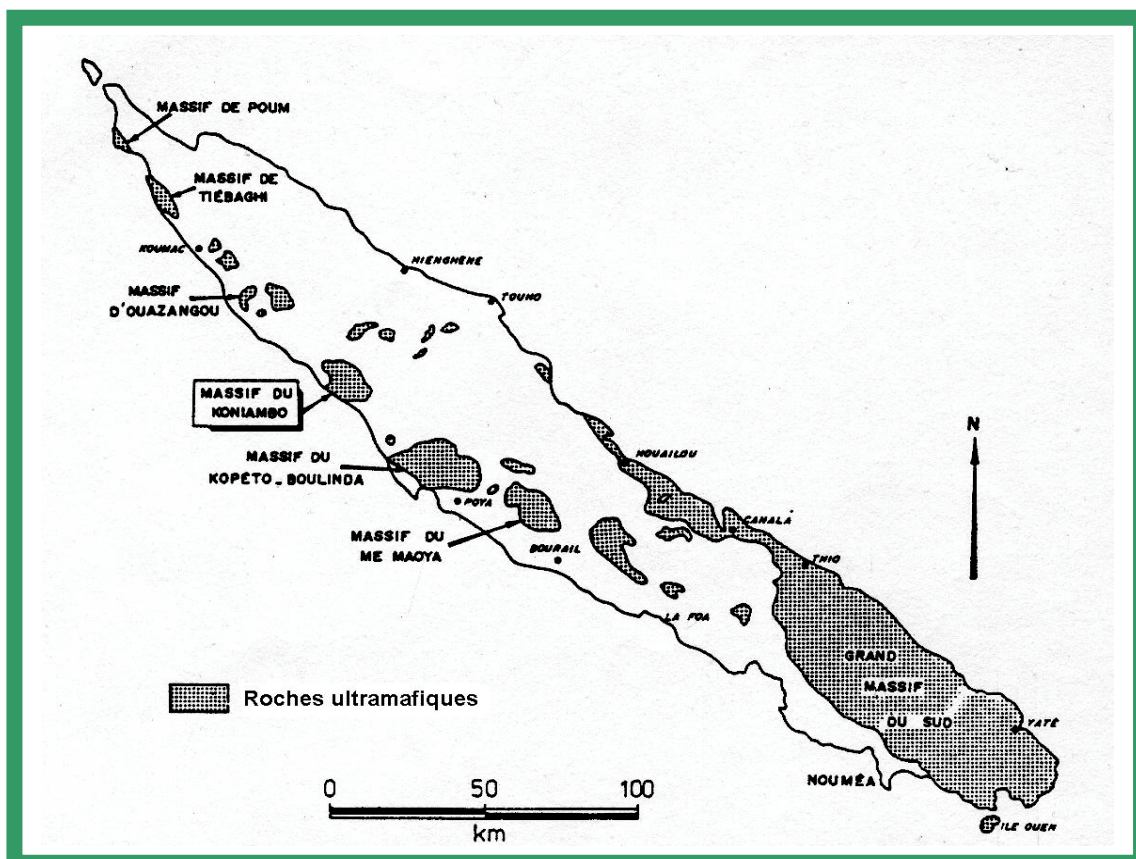 MASSIF DE POUM
MASSIF DE
TIÉBAGHI
KOUMAC
HIENGHÈNE
MASSIF
D'OUAZANGOU
TOUHO
MASSIF DU
KONIAMBO
N
MASSIF DU
KOPÉTO_BOULINDA
HOUAILOU
POYA
CANALA
MASSIF DU
ME MAOYA
BOURAIL
THIO
LA FOA
GRAND
MASSIF
DU SUD
Roches ultramafiques
YATÉ
NOUMÉA
0 50 100
km
ILE OUEN